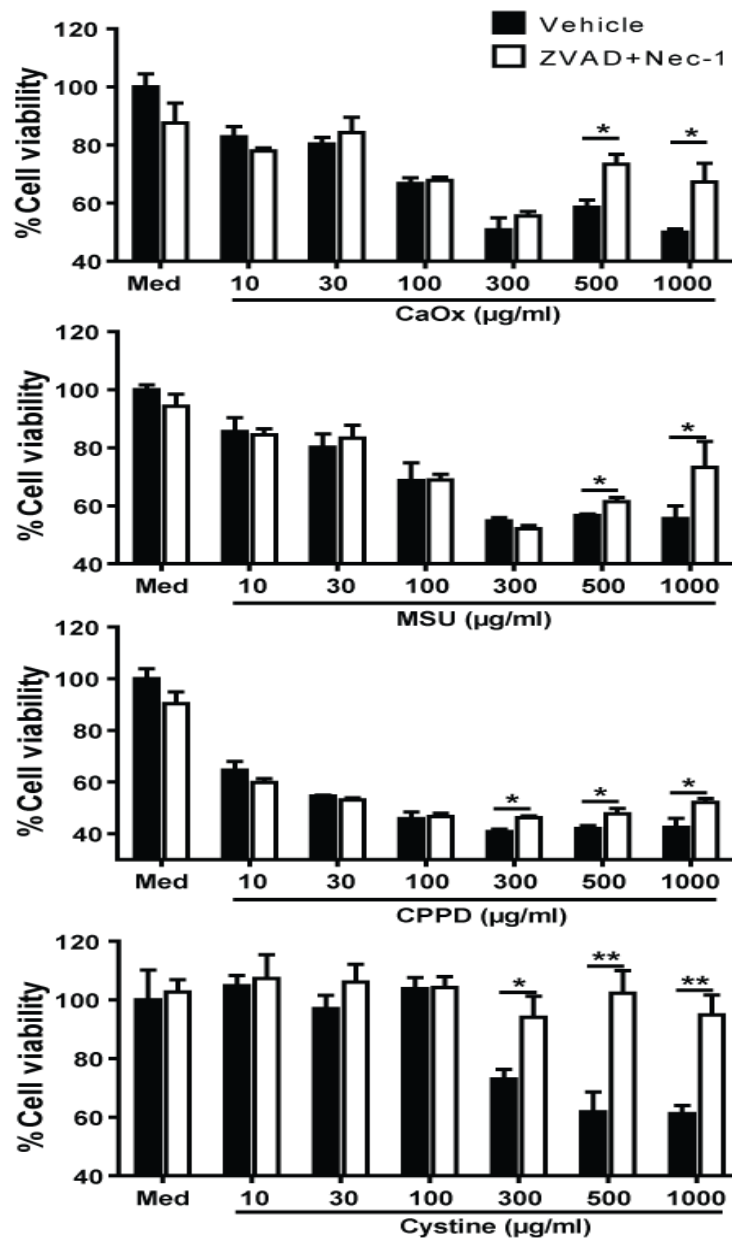 Vehicle
ZVAD+Nec-1
%Cell viability
120
100
80
60
40
* *
Med 10 30 100 300 500 1000
CaOx (µg/ml)
%Cell viability
120
100
80
60
40
* *
Med 10 30 100 300 500 1000
MSU (µg/ml)
%Cell viability
120
100
80
60
40
* * *
Med 10 30 100 300 500 1000
CPPD (µg/ml)
%Cell viability
120
100
80
60
40
* ** **
Med 10 30 100 300 500 1000
Cystine (µg/ml)